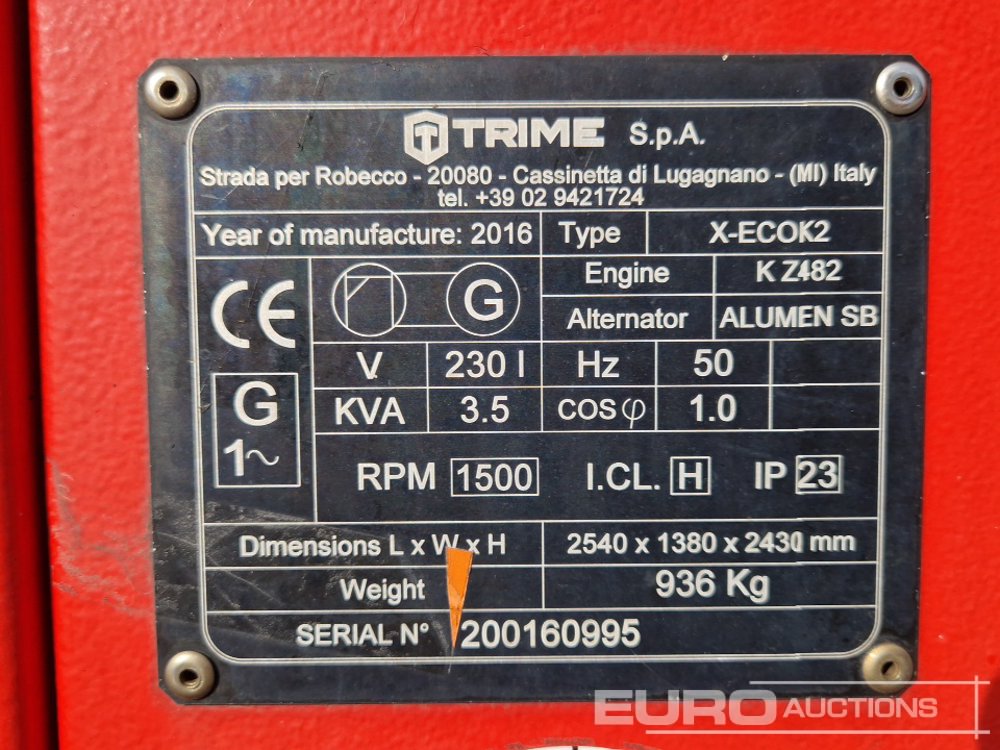 TRIME S.p.A.
Strada per Robecco - 20080 - Cassinetta di Lugagnano - (MI) Italy
tel. +39 02 9421724
Year of manufacture: 2016 Type X-ECOK2
Engine K Z482
Alternator ALUMEN SB
CE
G
V 230 I Hz 50
KVA 3.5 cos φ 1.0
G
1~
RPM 1500 I.CL. H IP 23
Dimensions L x W x H 2540 x 1380 x 2430 mm
Weight 936 Kg
SERIAL N° 200160995
EURO AUCTIONS